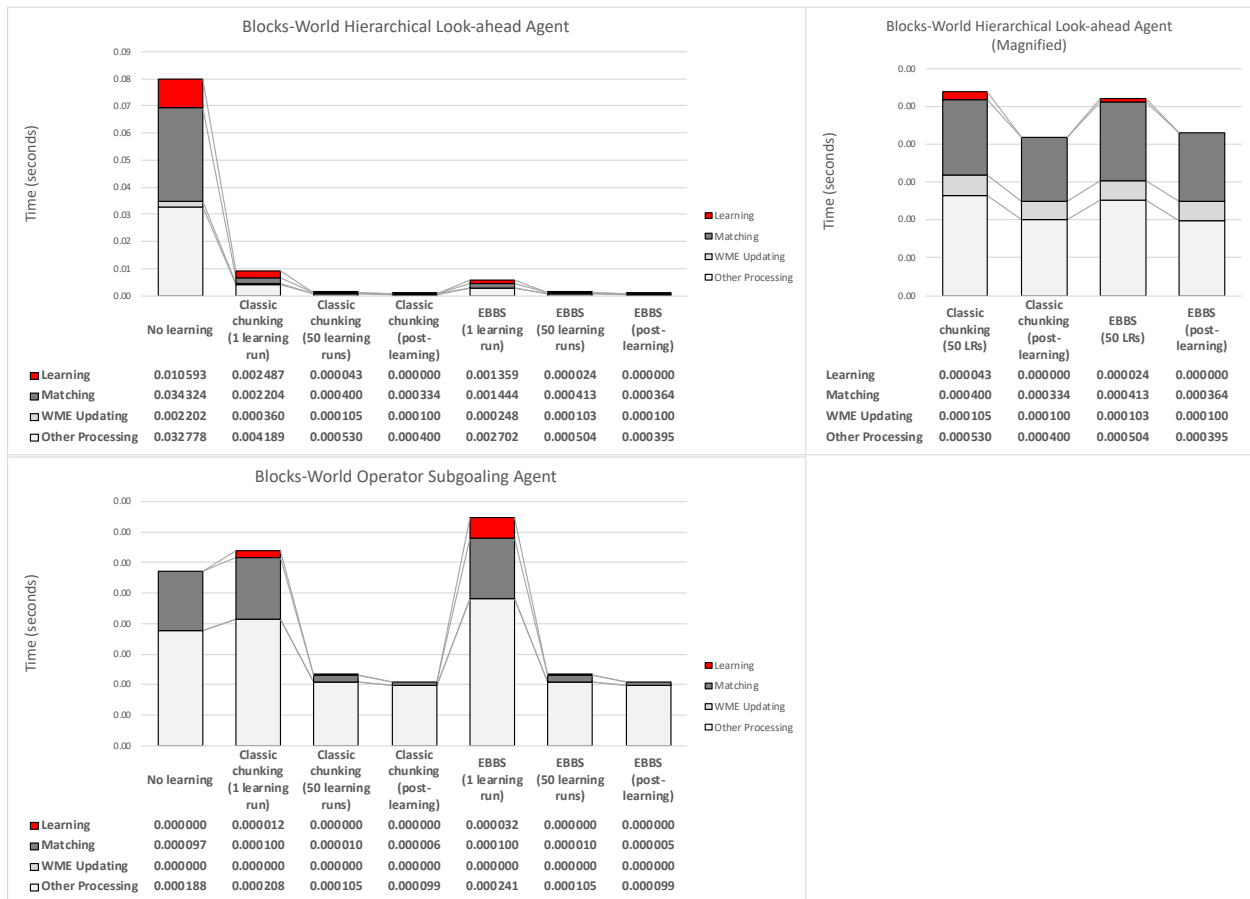 Blocks-World Hierarchical Look-ahead Agent
Time (seconds)
0.09
0.08
0.07
0.06
0.05
0.04
0.03
0.02
0.01
0.00
Learning
Matching
WME Updating
Other Processing
No learning
Classic chunking (1 learning run)
Classic chunking (50 learning runs)
Classic chunking (post-learning)
EBBS (1 learning run)
EBBS (50 learning runs)
EBBS (post-learning)
Learning 0.010593 0.002487 0.000043 0.000000 0.001359 0.000024 0.000000
Matching 0.034324 0.002204 0.000400 0.000334 0.001444 0.000413 0.000364
WME Updating 0.002202 0.000360 0.000105 0.000100 0.000248 0.000103 0.000100
Other Processing 0.032778 0.004189 0.000530 0.000400 0.002702 0.000504 0.000395
Blocks-World Hierarchical Look-ahead Agent
(Magnified)
Time (seconds)
0.00
0.00
0.00
0.00
0.00
0.00
0.00
Classic chunking (50 LRs)
Classic chunking (post-learning)
EBBS (50 LRs)
EBBS (post-learning)
Learning 0.000043 0.000000 0.000024 0.000000
Matching 0.000400 0.000334 0.000413 0.000364
WME Updating 0.000105 0.000100 0.000103 0.000100
Other Processing 0.000530 0.000400 0.000504 0.000395
Blocks-World Operator Subgoaling Agent
Time (seconds)
0.00
0.00
0.00
0.00
0.00
0.00
0.00
0.00
0.00
Learning
Matching
WME Updating
Other Processing
No learning
Classic chunking (1 learning run)
Classic chunking (50 learning runs)
Classic chunking (post-learning)
EBBS (1 learning run)
EBBS (50 learning runs)
EBBS (post-learning)
Learning 0.000000 0.000012 0.000000 0.000000 0.000032 0.000000 0.000000
Matching 0.000097 0.000100 0.000010 0.000006 0.000100 0.000010 0.000005
WME Updating 0.000000 0.000000 0.000000 0.000000 0.000000 0.000000 0.000000
Other Processing 0.000188 0.000208 0.000105 0.000099 0.000241 0.000105 0.000099